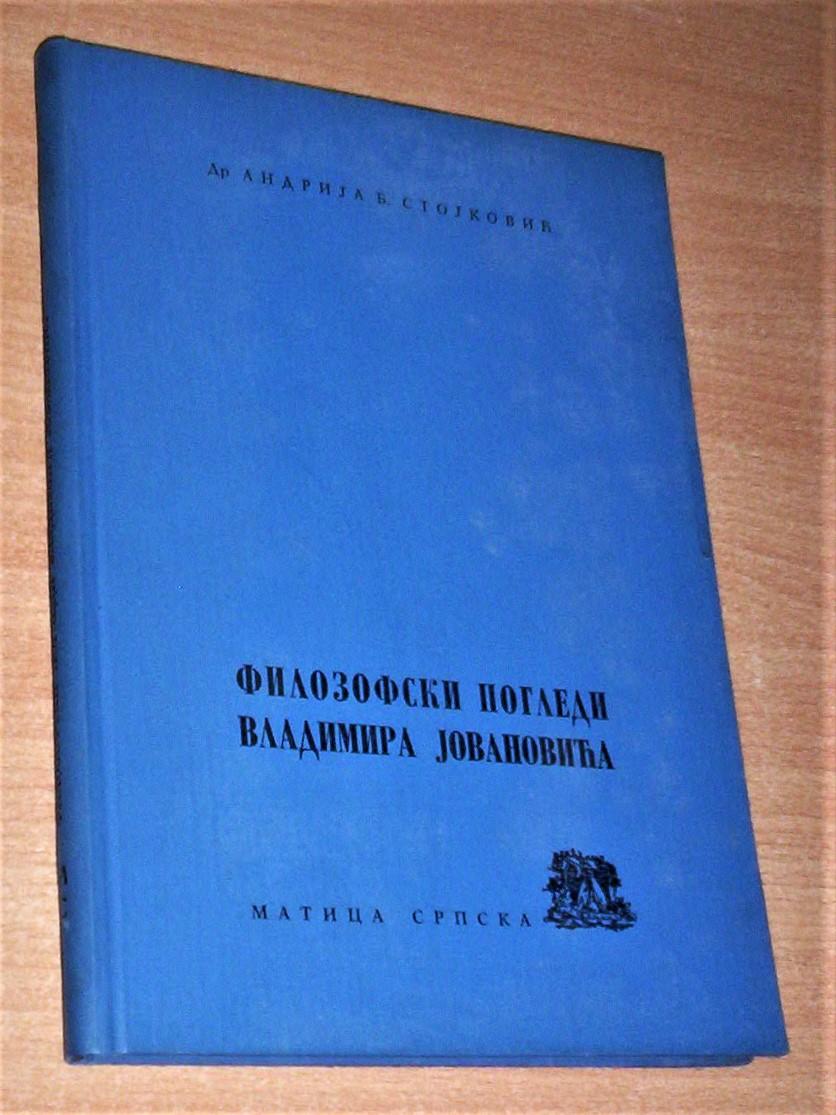 Др АНДРИЈА Б. СТОЈКОВИЋ
ФИЛОЗОФСКИ ПОГЛЕДИ
ВЛАДИМИРА ЈОВАНОВИЋА
МАТИЦА СРПСКА